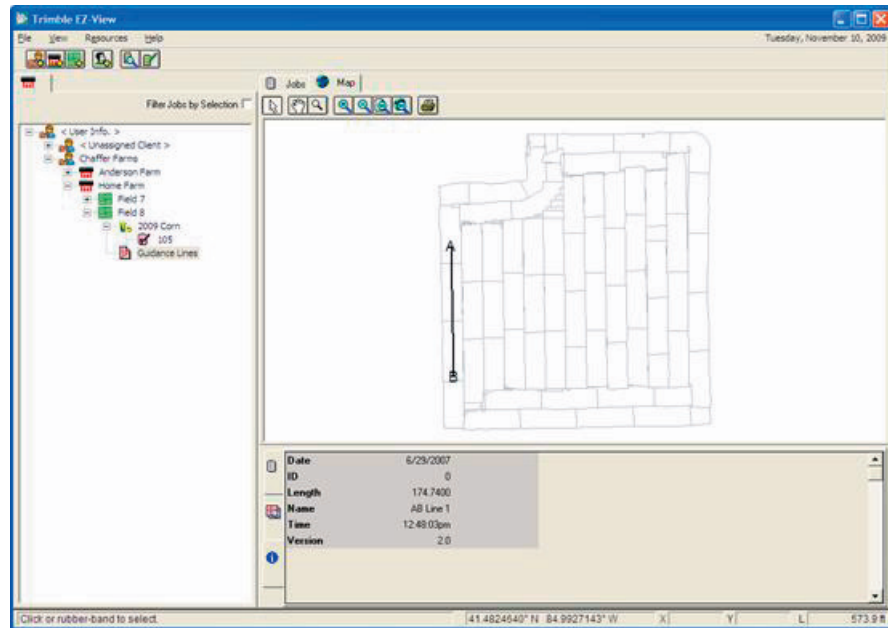 Trimble EZ-View
File View Resources Help
Tuesday, November 10, 2009
Jobs Map
Filter Jobs by Selection
< User Info. >
< Unassigned Client >
Chaffer Farms
Anderson Farm
Home Farm
Field 7
Field 8
2009 Corn
105
Guidance Lines
A
B
Date 6/29/2007
ID 0
Length 174.7400
Name AB Line 1
Time 12:48:03pm
Version 2.0
Click or rubber-band to select.
41.4824640° N 84.9927143° W X Y L 573.9 ft